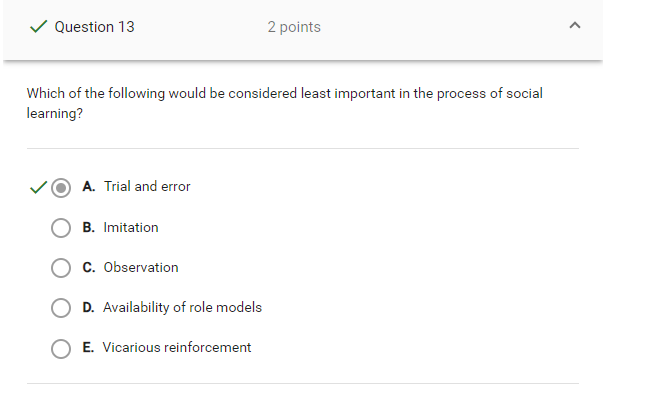 Question 13 2 points
Which of the following would be considered least important in the process of social
learning?
A. Trial and error
B. Imitation
C. Observation
D. Availability of role models
E. Vicarious reinforcement